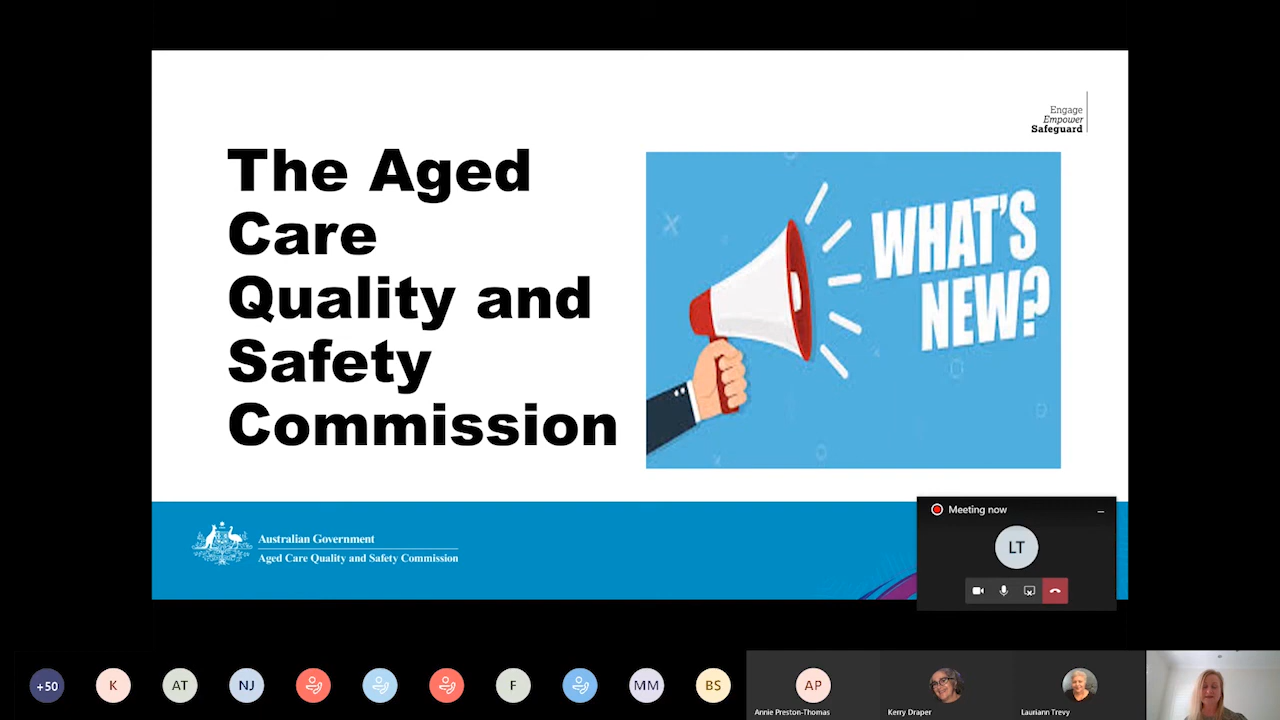 Engage
Empower
Safeguard
The Aged
Care
Quality and
Safety
Commission
WHAT'S
NEW?
Australian Government
Aged Care Quality and Safety Commission
Meeting now
LT
+50
K
AT
NJ
F
MM
BS
AP
Annie Preston-Thomas
Kerry Draper
Lauriann Trevy